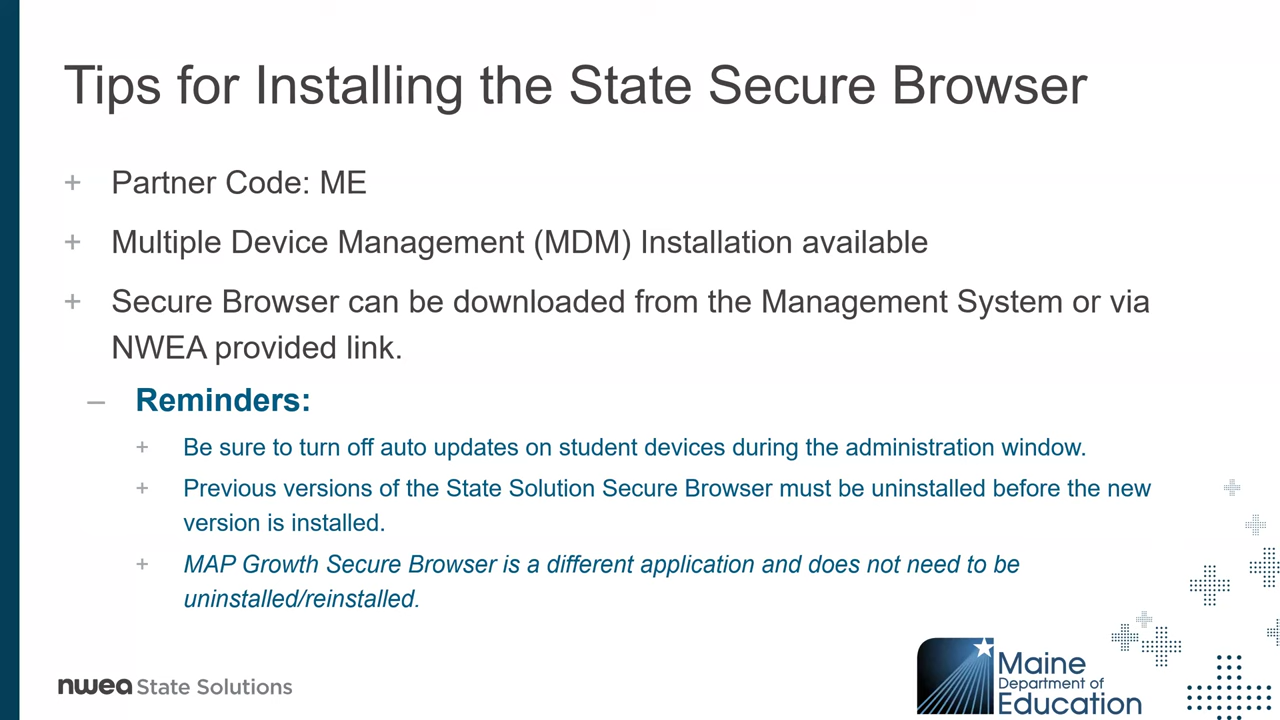 Tips for Installing the State Secure Browser
+ Partner Code: ME
+ Multiple Device Management (MDM) Installation available
+ Secure Browser can be downloaded from the Management System or via
NWEA provided link.
– Reminders:
+ Be sure to turn off auto updates on student devices during the administration window.
+ Previous versions of the State Solution Secure Browser must be uninstalled before the new
version is installed.
+ MAP Growth Secure Browser is a different application and does not need to be
uninstalled/reinstalled.
nwea State Solutions
Maine
Department of
Education